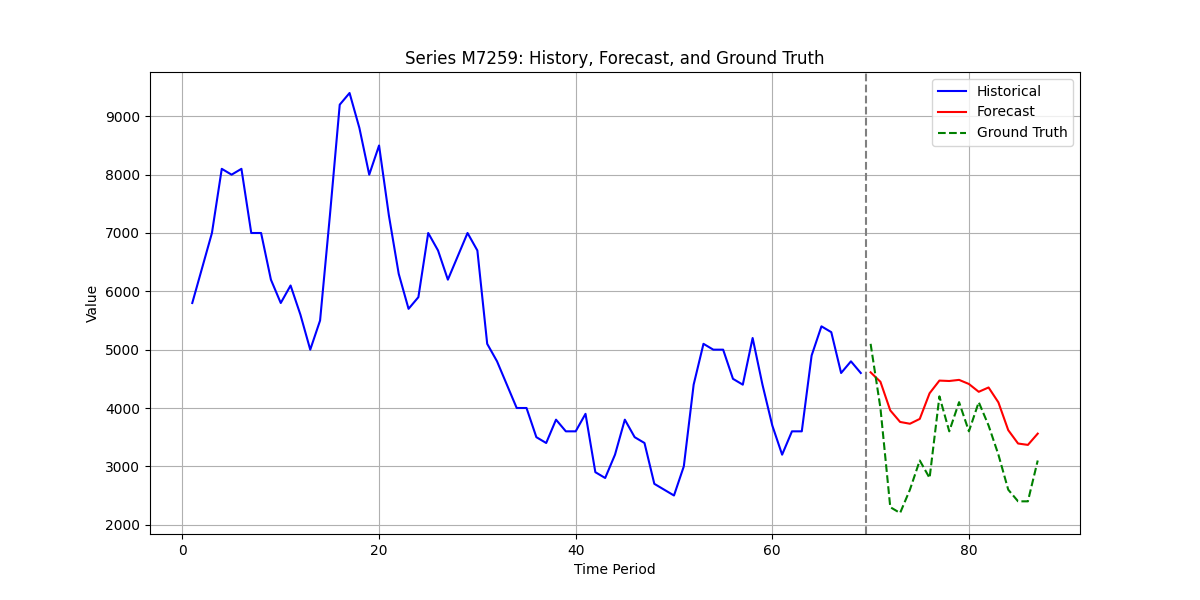 Series M7259: History, Forecast, and Ground Truth
Historical
Forecast
Ground Truth
9000
8000
7000
6000
5000
4000
3000
2000
Value
0
20
40
60
80
Time Period